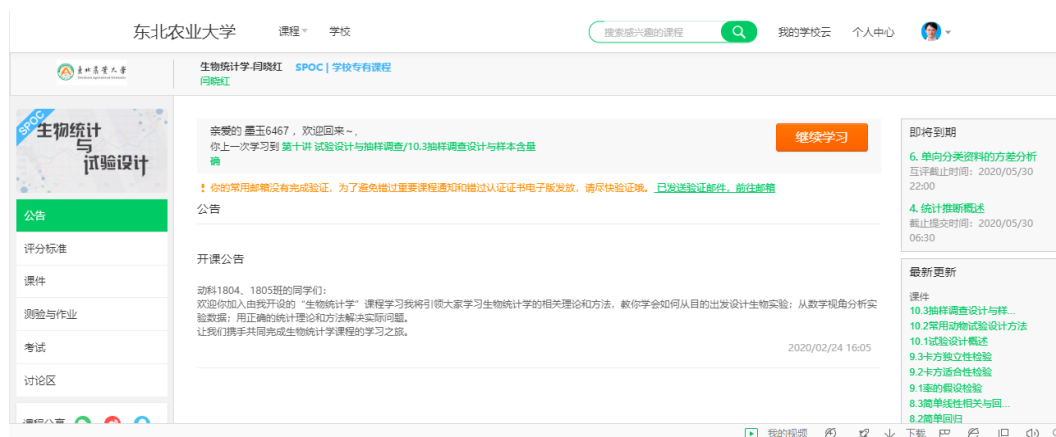 东北农业大学
课程
学校
搜索感兴趣的课程
我的学校云
个人中心
东北农业大学
生物统计学-闫晓红 SPOC | 学校专有课程
闫晓红
SPOC
生物统计
与
试验设计
公告
评分标准
课件
测验与作业
考试
讨论区
课程分享
亲爱的 墨玉6467 ，欢迎回来~，
你上一次学习到 第十讲 试验设计与抽样调查/10.3抽样调查设计与样本含量
确
继续学习
! 你的常用邮箱没有完成验证，为了避免错过重要课程通知和错过认证证书电子版发放，请尽快验证哦。 已发送验证邮件，前往邮箱
公告
开课公告
动科1804、1805班的同学们：
欢迎你加入由我开设的“生物统计学”课程学习我将引领大家学习生物统计学的相关理论和方法，教你学会如何从目的出发设计生物实验；从数学视角分析实
验数据；用正确的统计理论和方法解决实际问题。
让我们携手共同完成生物统计学课程的学习之旅。
2020/02/24 16:05
即将到期
6. 单向分类资料的方差分析
互评截止时间：2020/05/30
22:00
4. 统计推断概述
截止提交时间：2020/05/30
06:30
最新更新
课件
10.3抽样调查设计与样...
10.2常用动物试验设计方法
10.1试验设计概述
9.3卡方独立性检验
9.2卡方适合性检验
9.1率的假设检验
8.3简单线性相关与回...
8.2简单回归
我的视频
下载